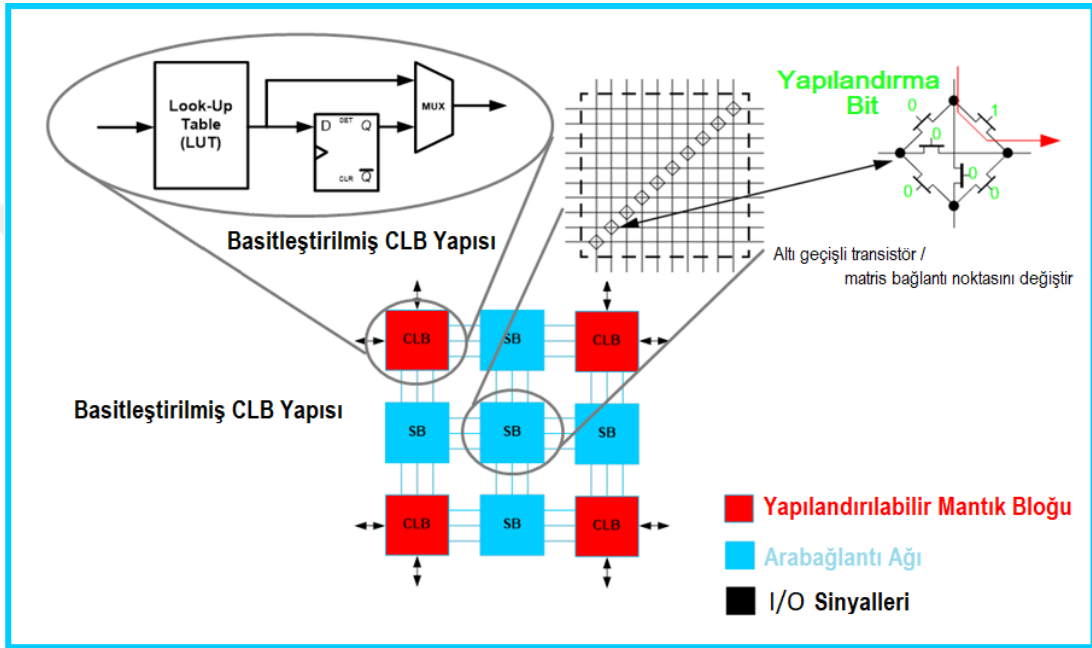 Look-Up
Table
(LUT)
D
SET
Q
CLR
Q
MUX
Basitleştirilmiş CLB Yapısı
Yapılandırma
Bit
0
1
0
0
0
0
Altı geçişli transistör /
matris bağlantı noktasını değiştir
CLB
SB
CLB
Basitleştirilmiş CLB Yapısı
SB
SB
SB
CLB
SB
CLB
Yapılandırılabilir Mantık Bloğu
Arabağlantı Ağı
I/O Sinyalleri